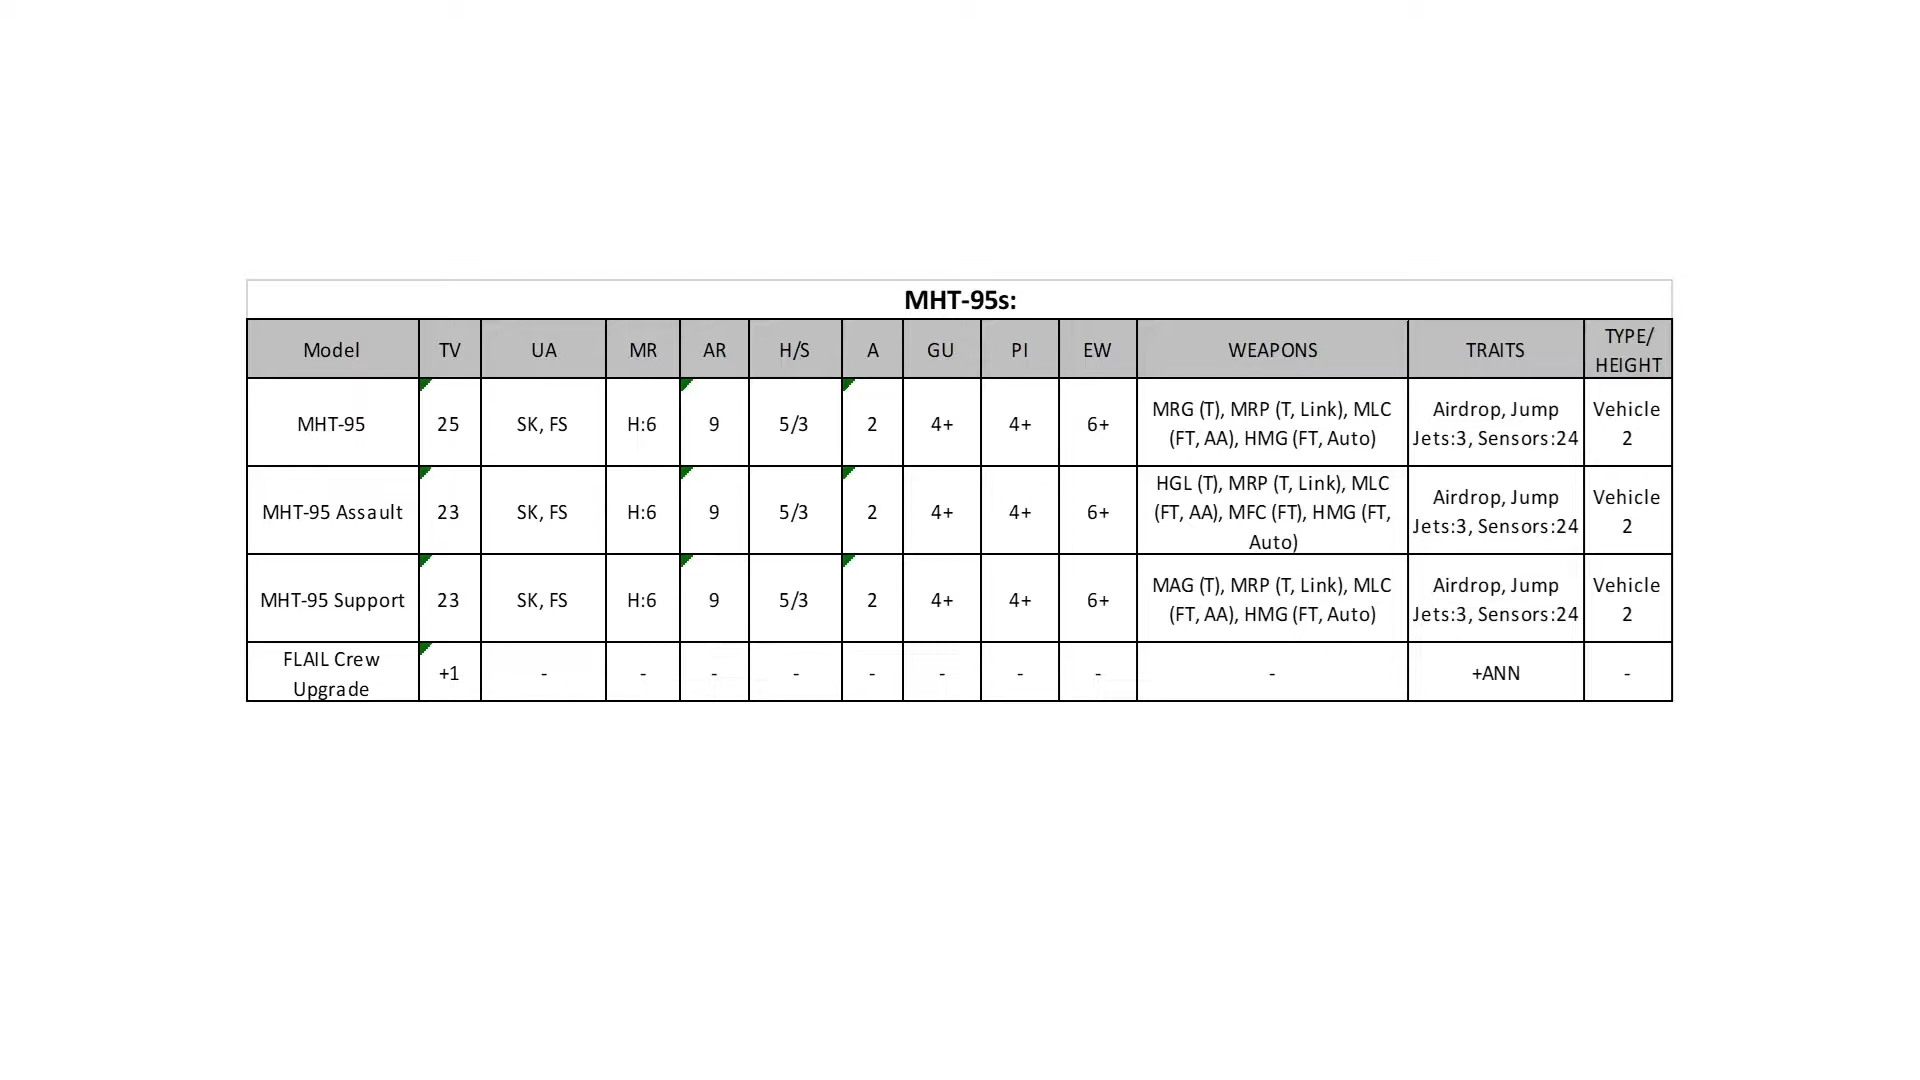 MHT-95s:
Model TV UA MR AR H/S A GU PI EW WEAPONS TRAITS TYPE/
HEIGHT
MHT-95 25 SK, FS H:6 9 5/3 2 4+ 4+ 6+ MRG (T), MRP (T, Link), MLC
(FT, AA), HMG (FT, Auto) Airdrop, Jump
Jets:3, Sensors:24 Vehicle
2
MHT-95 Assault 23 SK, FS H:6 9 5/3 2 4+ 4+ 6+ HGL (T), MRP (T, Link), MLC
(FT, AA), MFC (FT), HMG (FT,
Auto) Airdrop, Jump
Jets:3, Sensors:24 Vehicle
2
MHT-95 Support 23 SK, FS H:6 9 5/3 2 4+ 4+ 6+ MAG (T), MRP (T, Link), MLC
(FT, AA), HMG (FT, Auto) Airdrop, Jump
Jets:3, Sensors:24 Vehicle
2
FLAIL Crew
Upgrade +1 - - - - - - - - - +ANN -